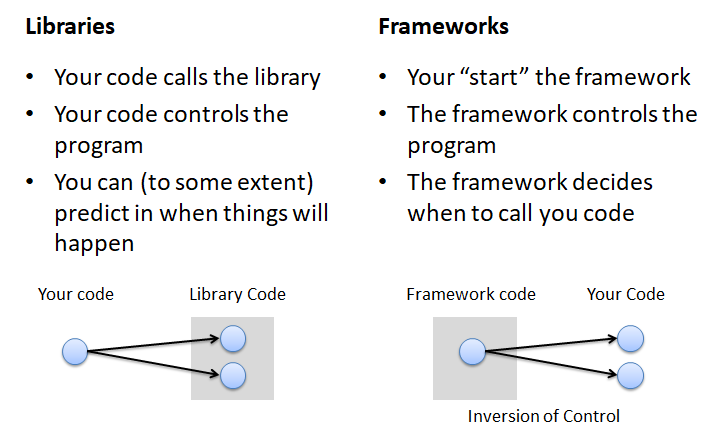 Libraries
• Your code calls the library
• Your code controls the
program
• You can (to some extent)
predict in when things will
happen
Your code
Library Code
Frameworks
• Your “start” the framework
• The framework controls the
program
• The framework decides
when to call you code
Framework code
Your Code
Inversion of Control